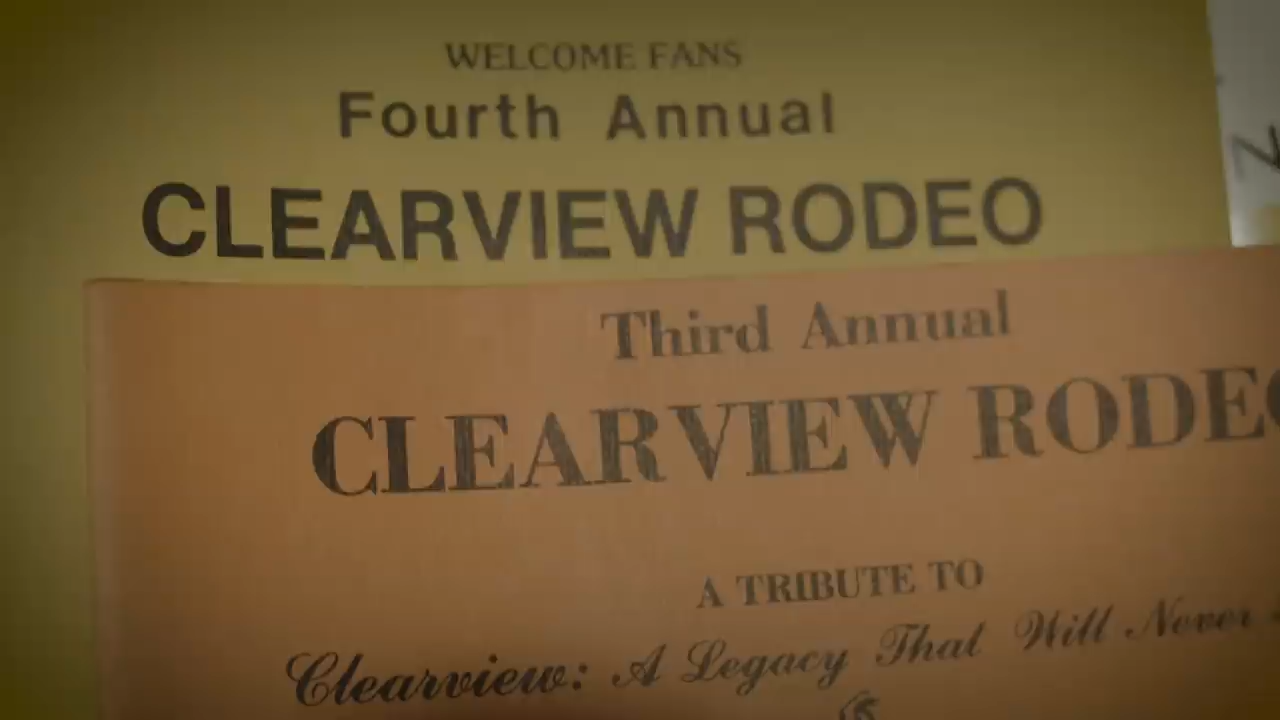 WELCOME FANS
Fourth Annual
CLEARVIEW RODEO
Third Annual
CLEARVIEW RODEO
A TRIBUTE TO
Clearview: A Legacy That Will Never